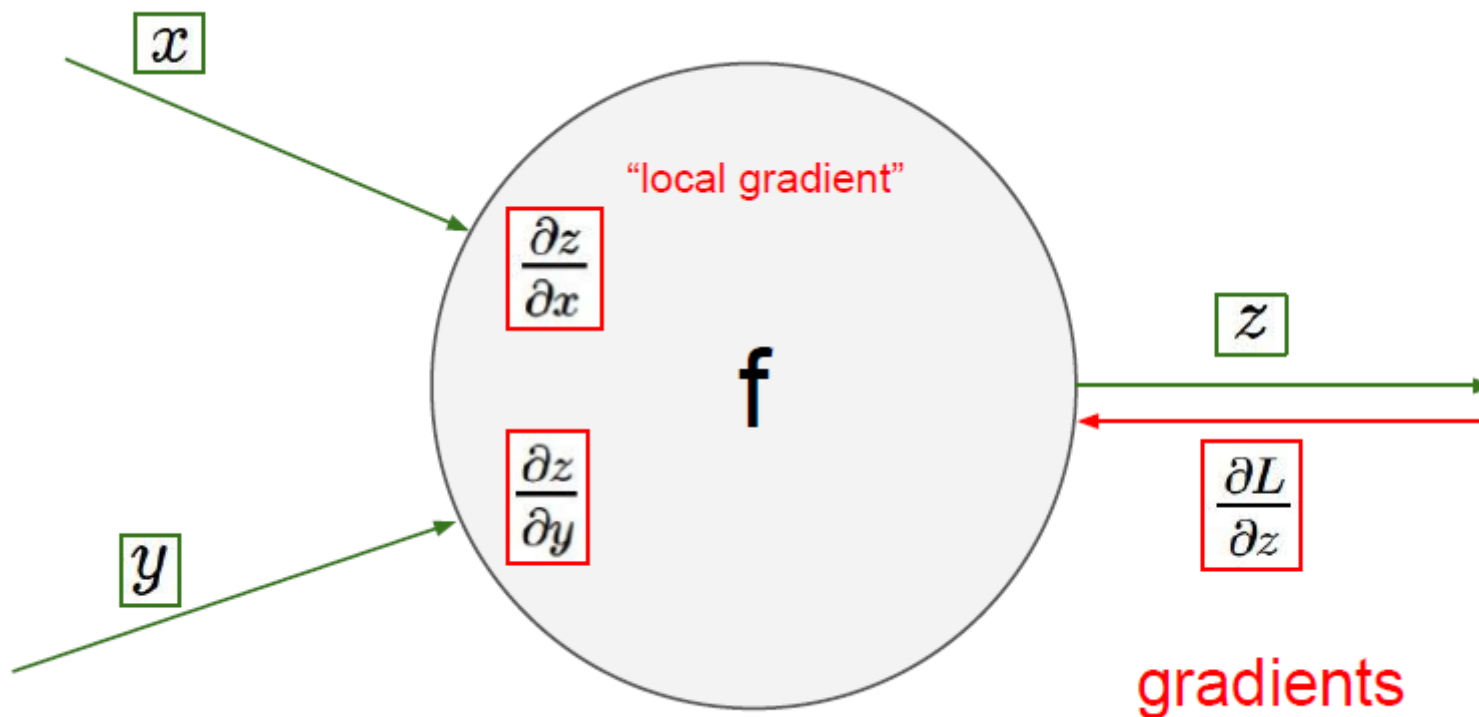 x
“local gradient”
∂z/∂x
z
f
∂z/∂y
∂L/∂z
y
gradients